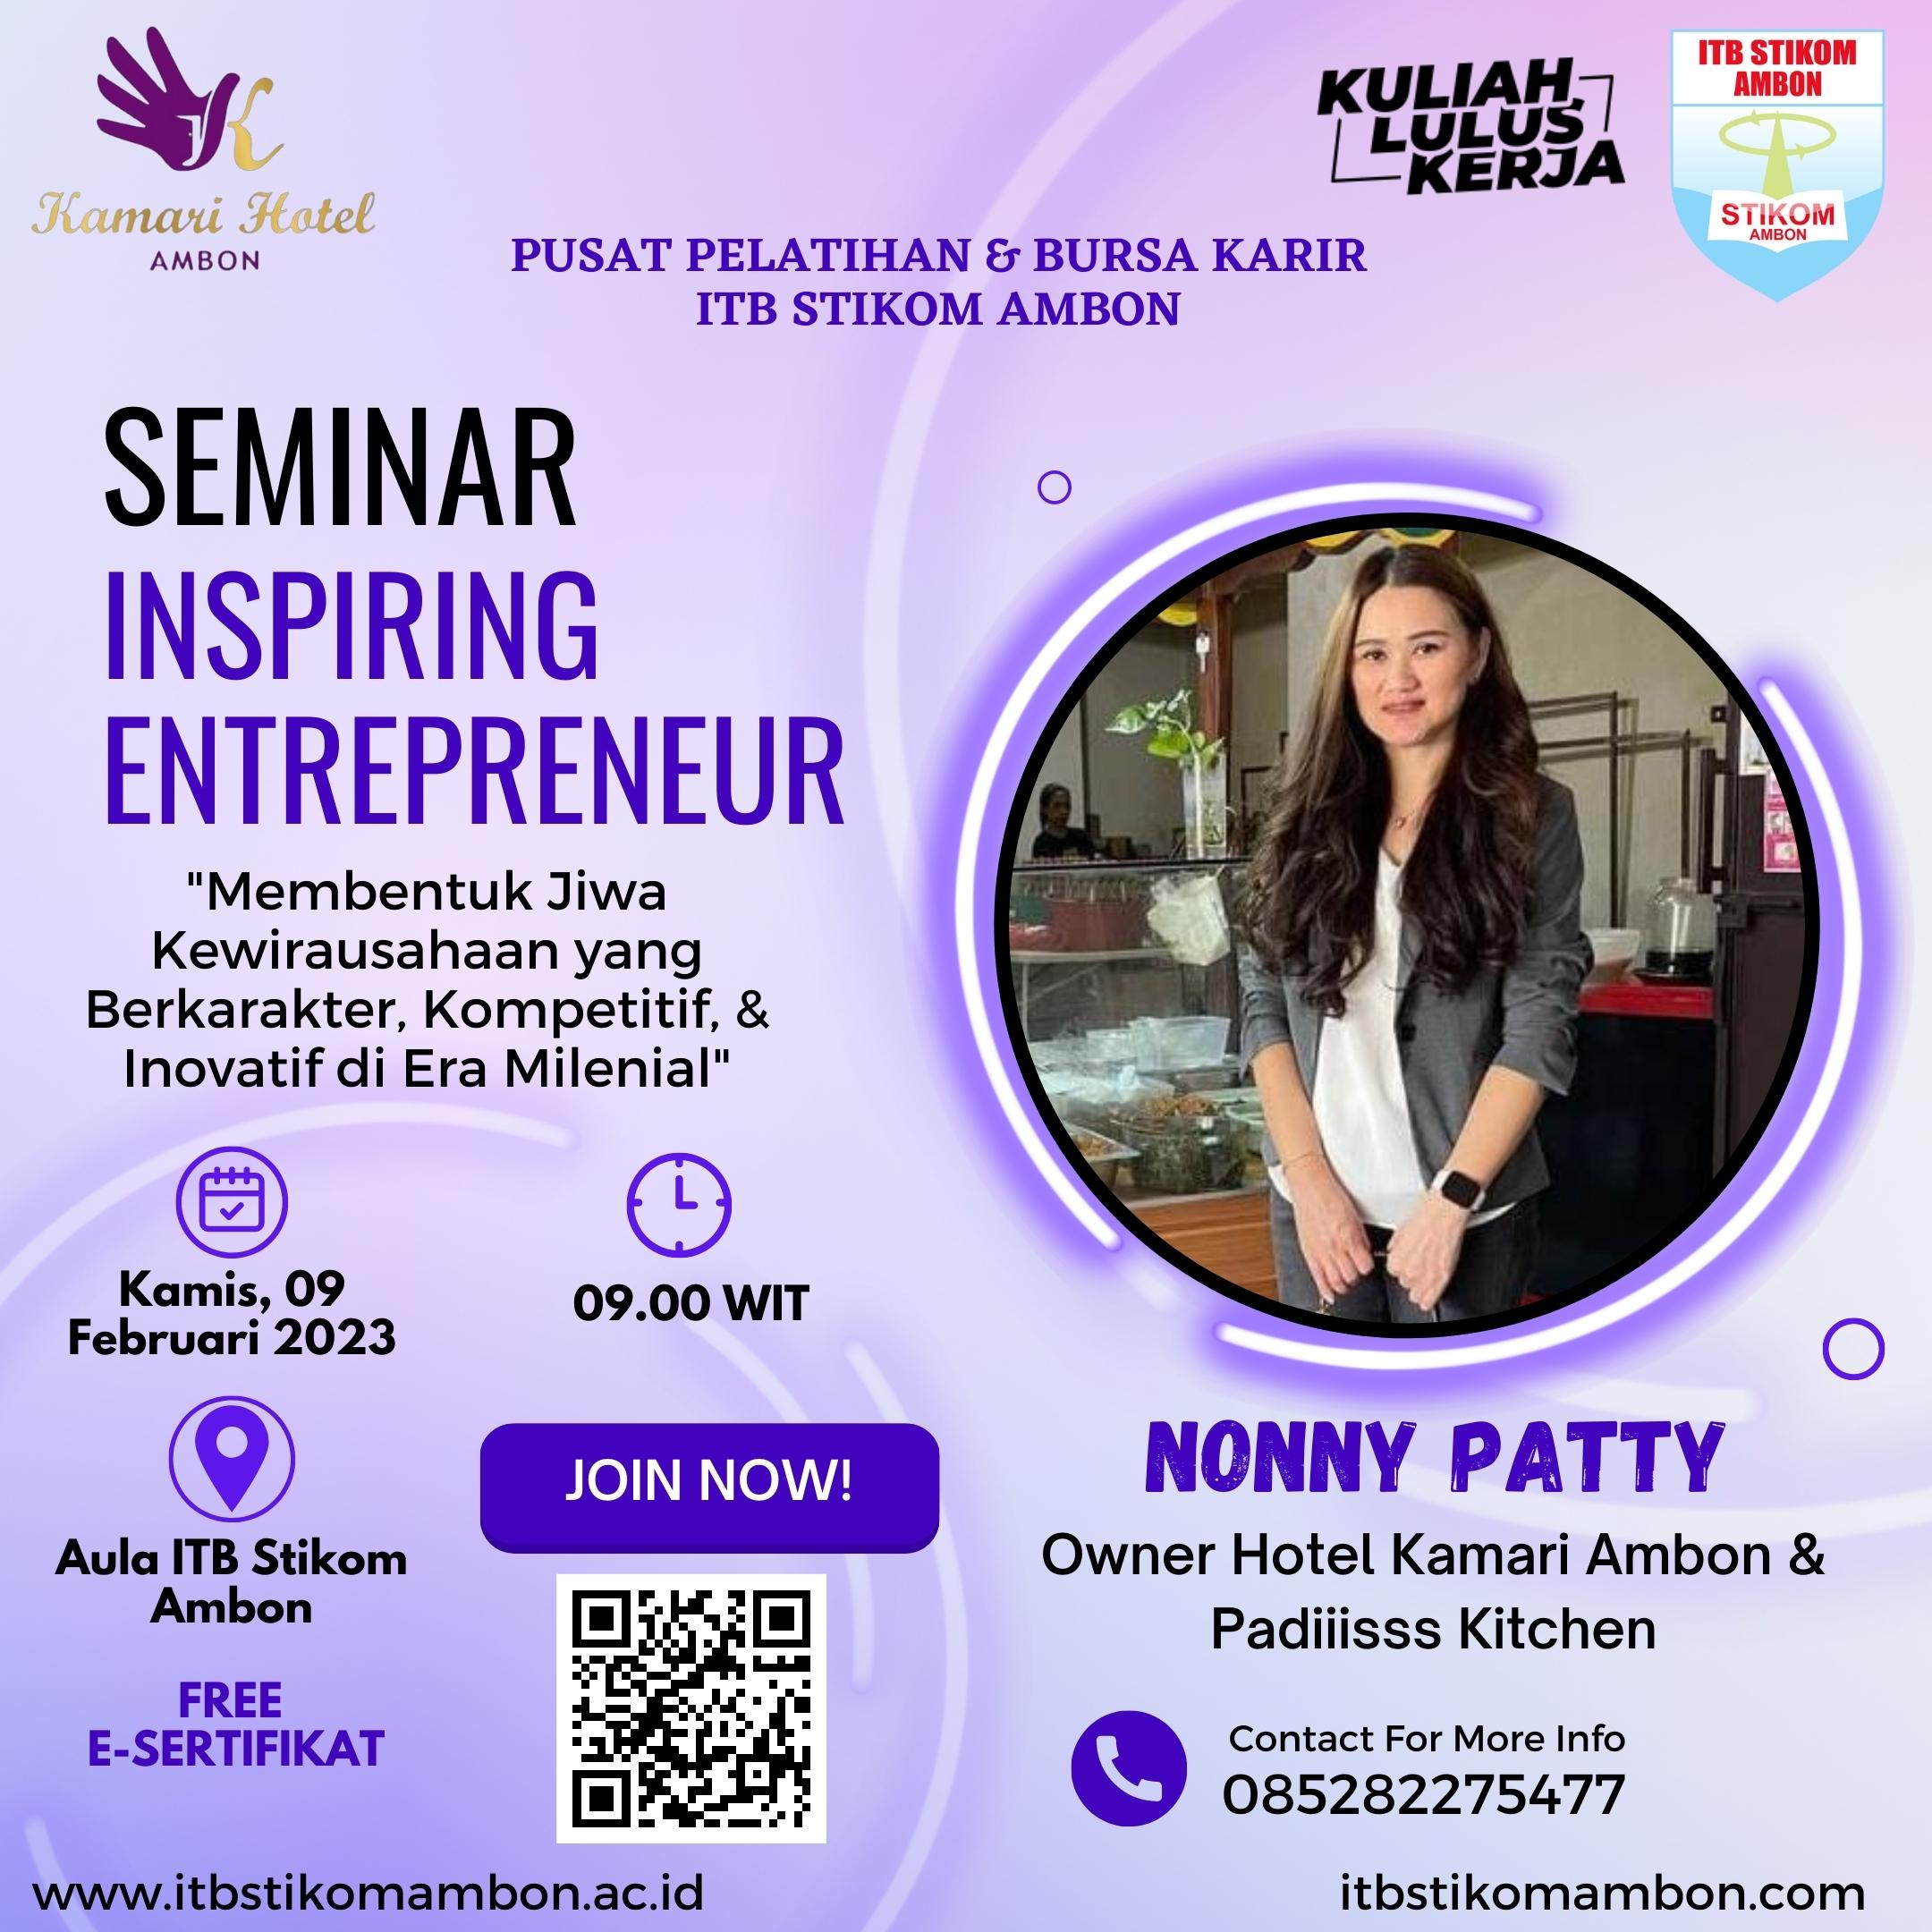 Kamari Hotel
AMBON
KULIAH
LULUS
KERJA
ITB STIKOM
AMBON
STIKOM
AMBON
PUSAT PELATIHAN & BURSA KARIR
ITB STIKOM AMBON
SEMINAR
INSPIRING
ENTREPRENEUR
"Membentuk Jiwa
Kewirausahaan yang
Berkarakter, Kompetitif, &
Inovatif di Era Milenial"
Kamis, 09
Februari 2023
09.00 WIT
Aula ITB Stikom
Ambon
JOIN NOW!
FREE
E-SERTIFIKAT
NONNY PATTY
Owner Hotel Kamari Ambon &
Padiiisss Kitchen
Contact For More Info
085282275477
www.itbstikomambon.ac.id
itbstikomambon.com